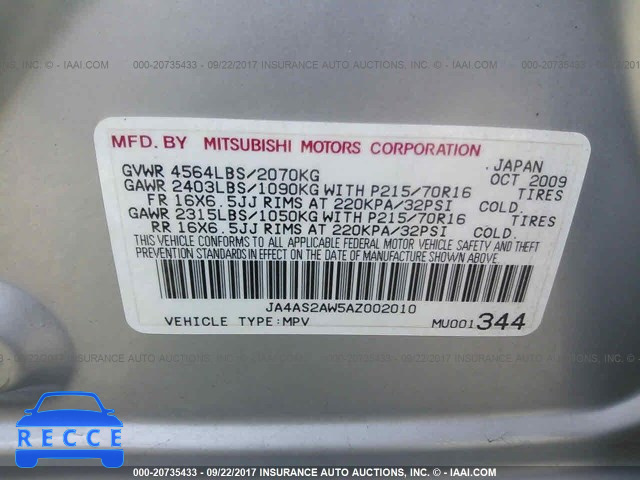 000-20735433 - 09/22/2017 INSURANCE AUTO AUCTIONS, INC. - © IAAI.COM
MFD. BY MITSUBISHI MOTORS CORPORATION
GVWR 4564LBS/2070KG JAPAN
OCT 2009
GAWR 2403LBS/1090KG WITH P215/70R16 TIRES
FR 16X6.5JJ RIMS AT 220KPA/32PSI COLD.
GAWR 2315LBS/1050KG WITH P215/70R16 TIRES
RR 16X6.5JJ RIMS AT 220KPA/32PSI COLD.
THIS VEHICLE CONFORMS TO ALL APPLICABLE FEDERAL MOTOR VEHICLE SAFETY AND THEFT
PREVENTION STANDARDS IN EFFECT ON THE DATE OF MANUFACTURE SHOWN ABOVE.
JA4AS2AW5AZ002010
VEHICLE TYPE:MPV MU001344
RECCE
000-20735433 - 09/22/2017 INSURANCE AUTO AUCTIONS, INC. - © IAAI.COM